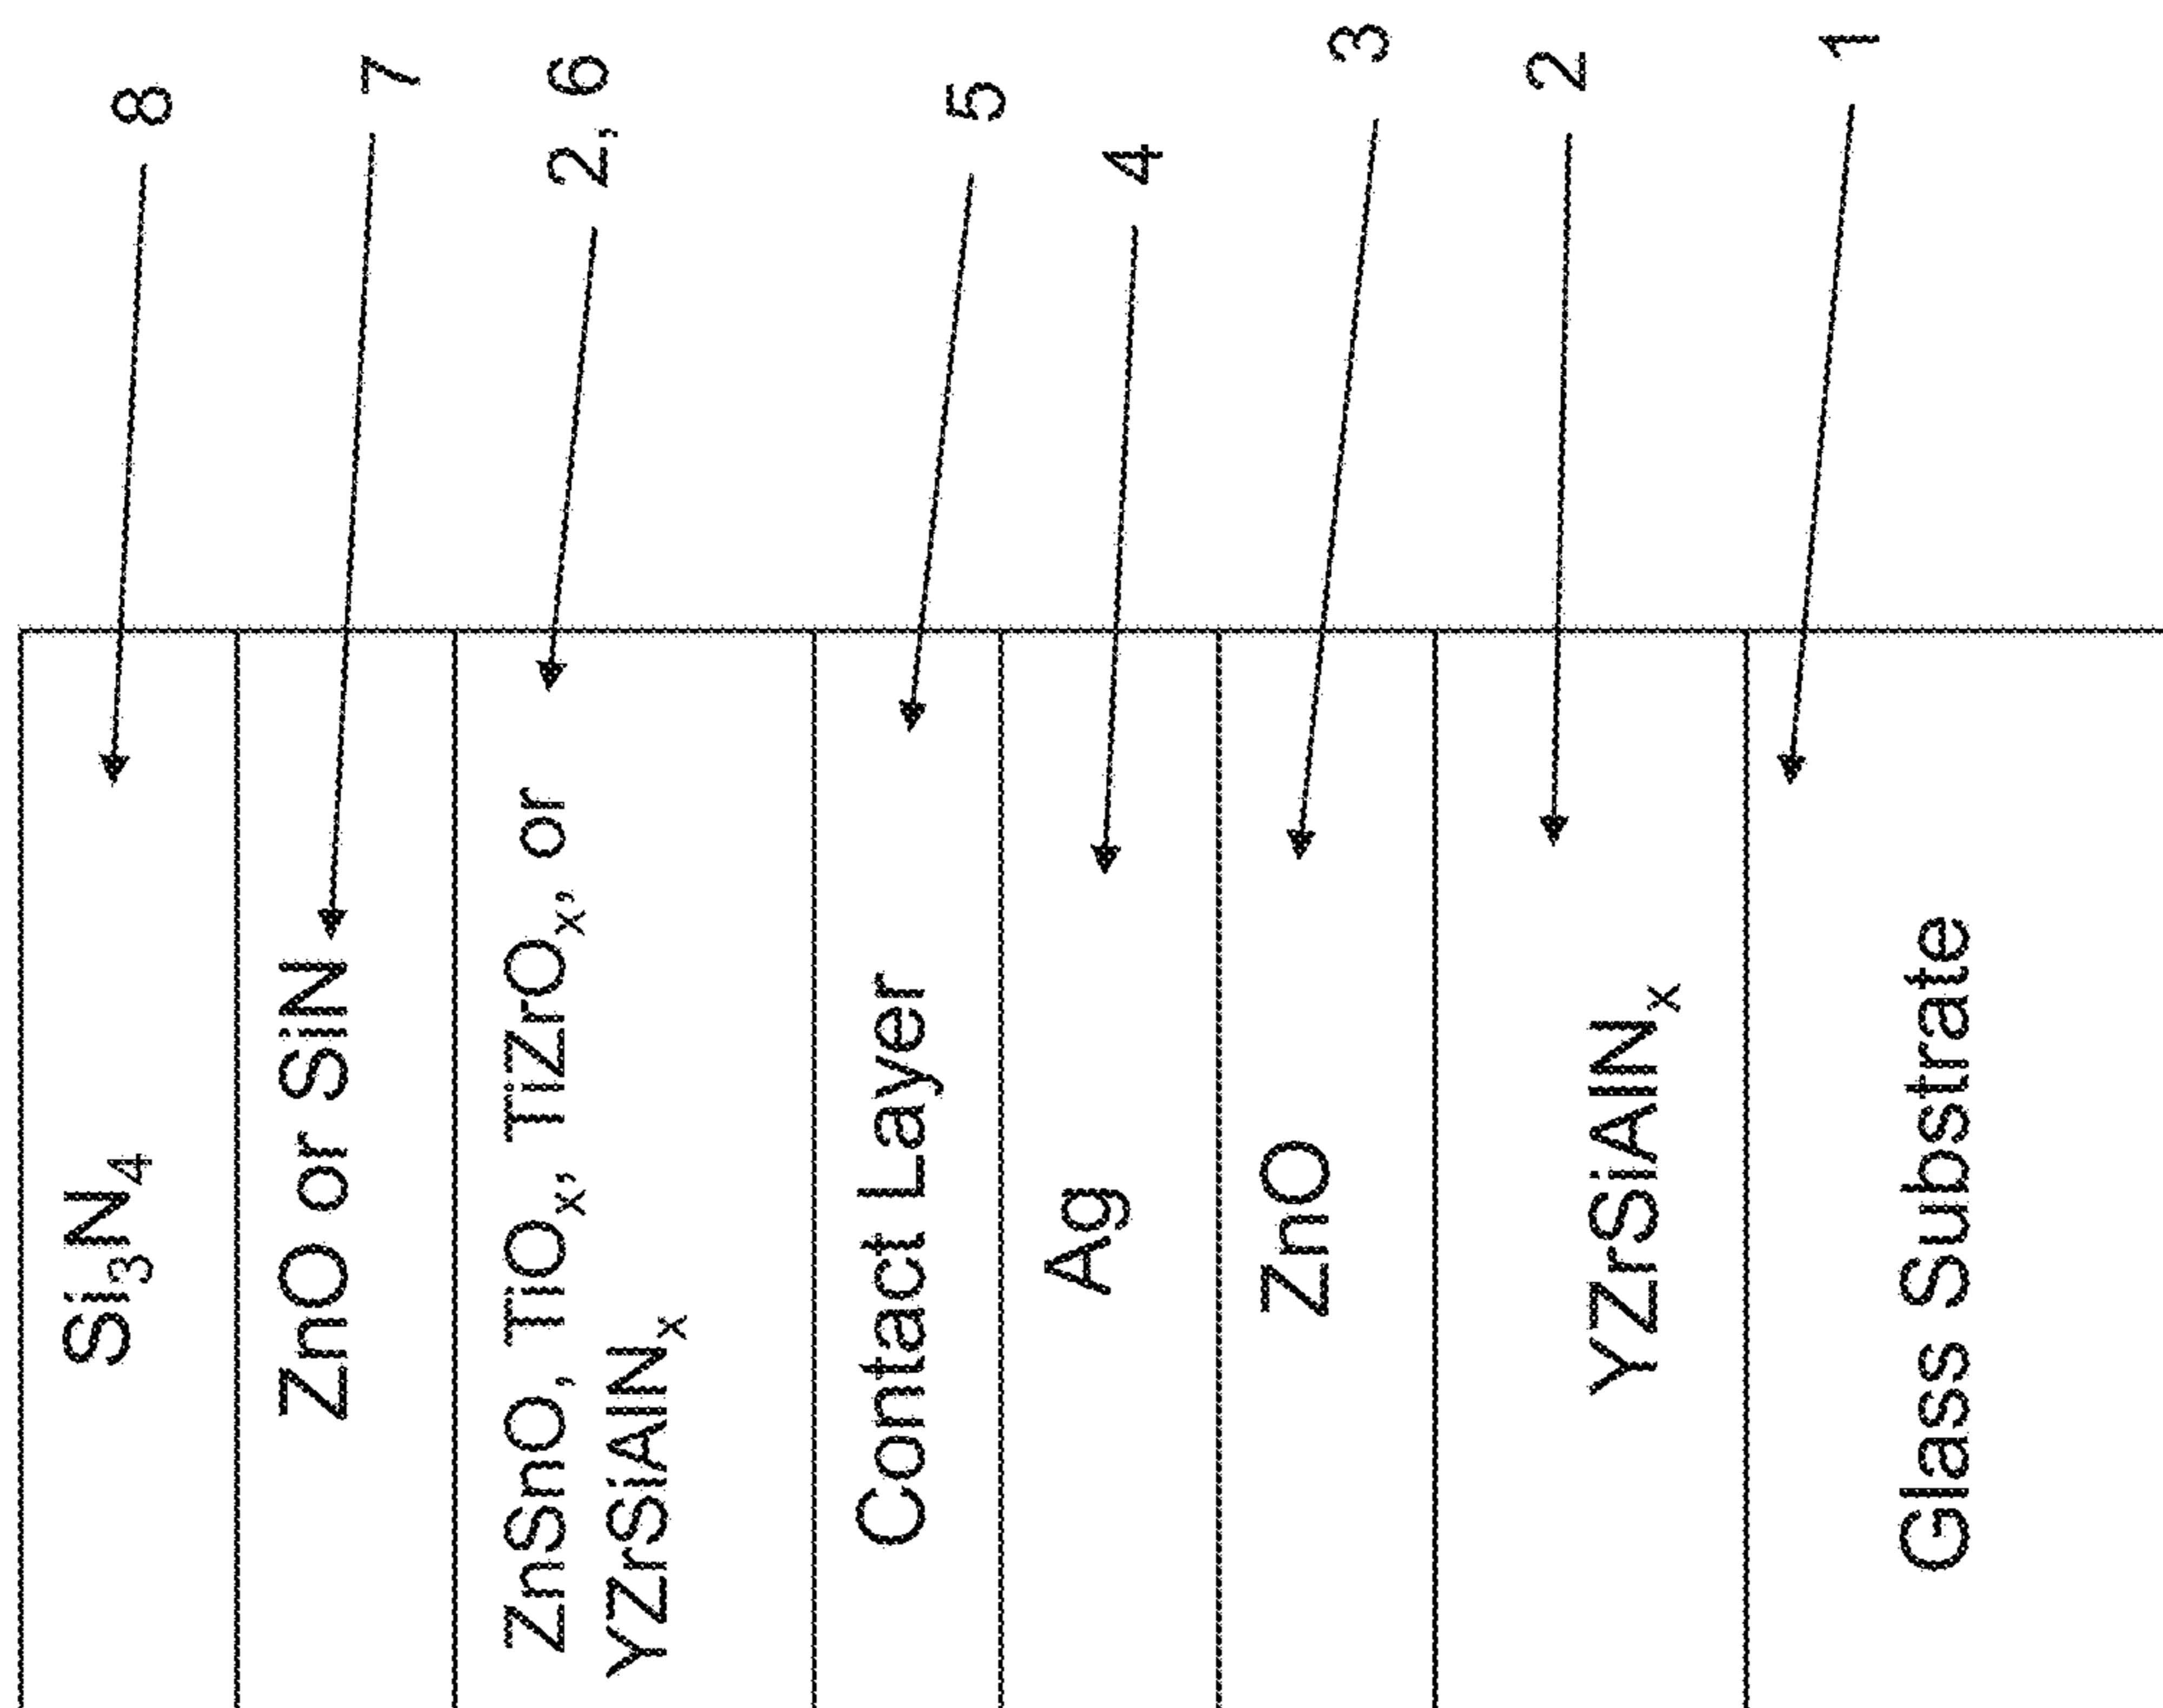 Si₃N₄
8
ZnO or SiN
7
ZnSnO, TiOₓ, TiZrOₓ, or
YZrSiAlNₓ
2, 6
Contact Layer
5
Ag
4
ZnO
3
YZrSiAlNₓ
2
Glass Substrate
1